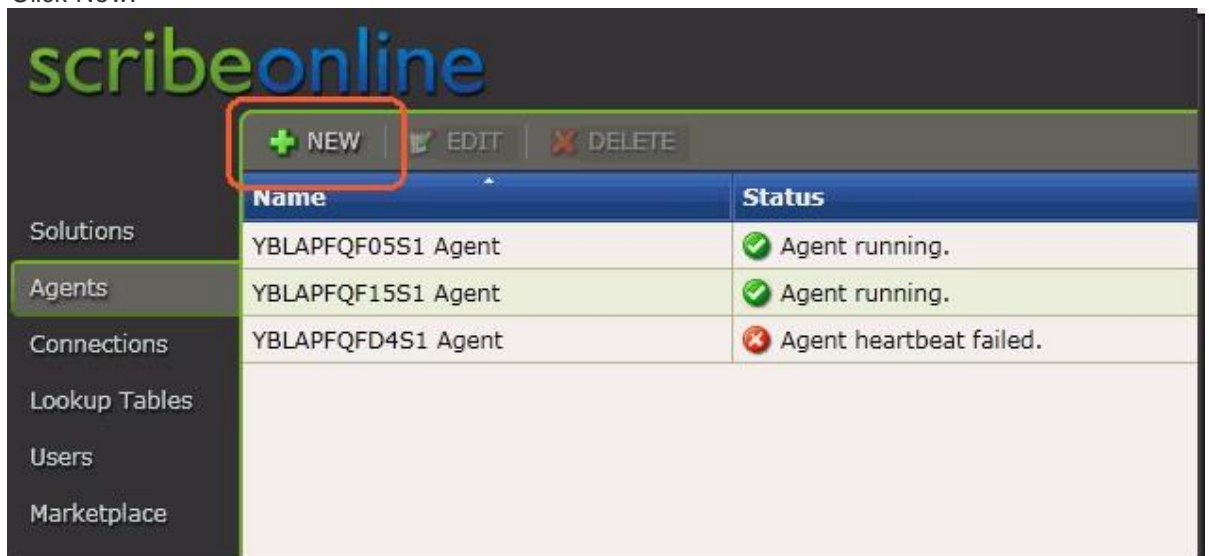 scribeonline
NEW EDIT DELETE
Name Status
Solutions
YBLAPFQF05S1 Agent Agent running.
Agents
YBLAPFQF15S1 Agent Agent running.
Connections
YBLAPFQFD4S1 Agent Agent heartbeat failed.
Lookup Tables
Users
Marketplace